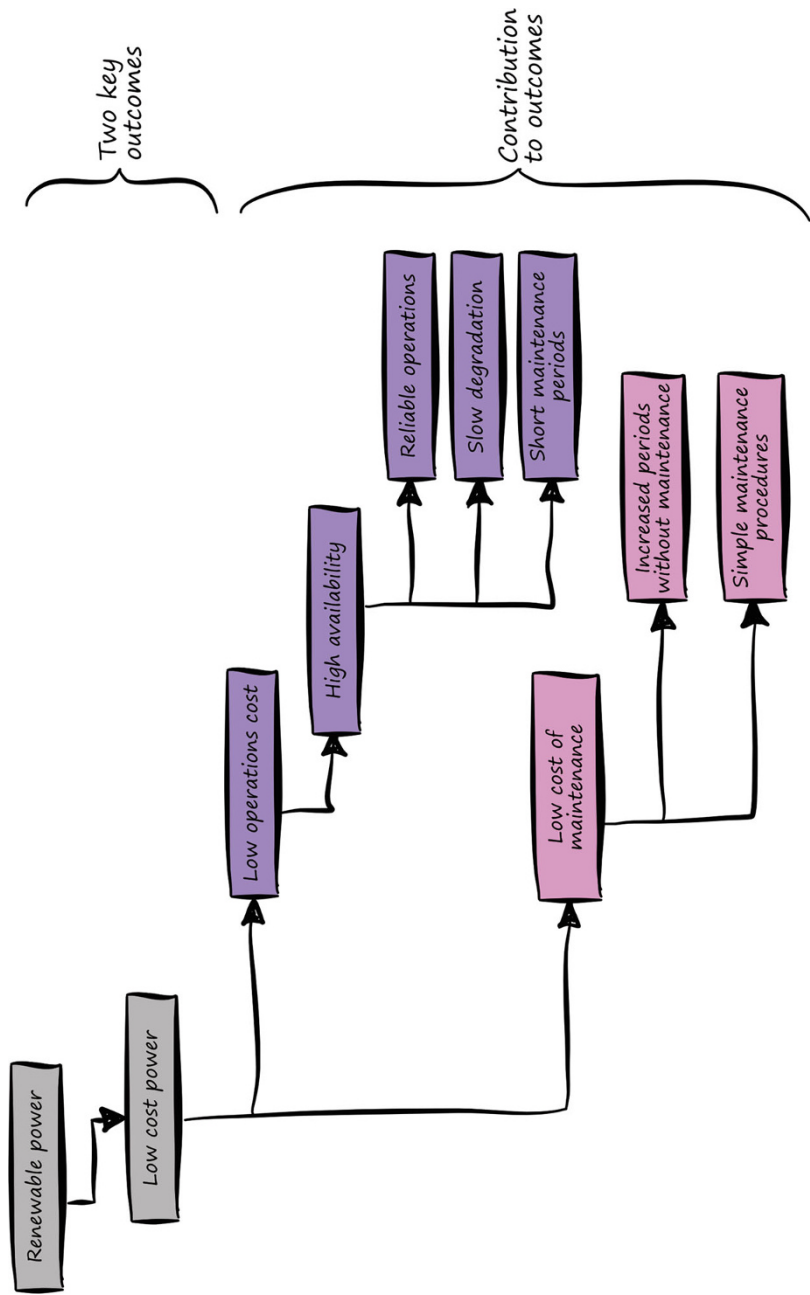 Renewable power
Low cost power
Two key
outcomes
Low operations cost
High availability
Reliable operations
Slow degradation
Short maintenance
periods
Low cost of
maintenance
Increased periods
without maintenance
Simple maintenance
procedures
Contribution
to outcomes